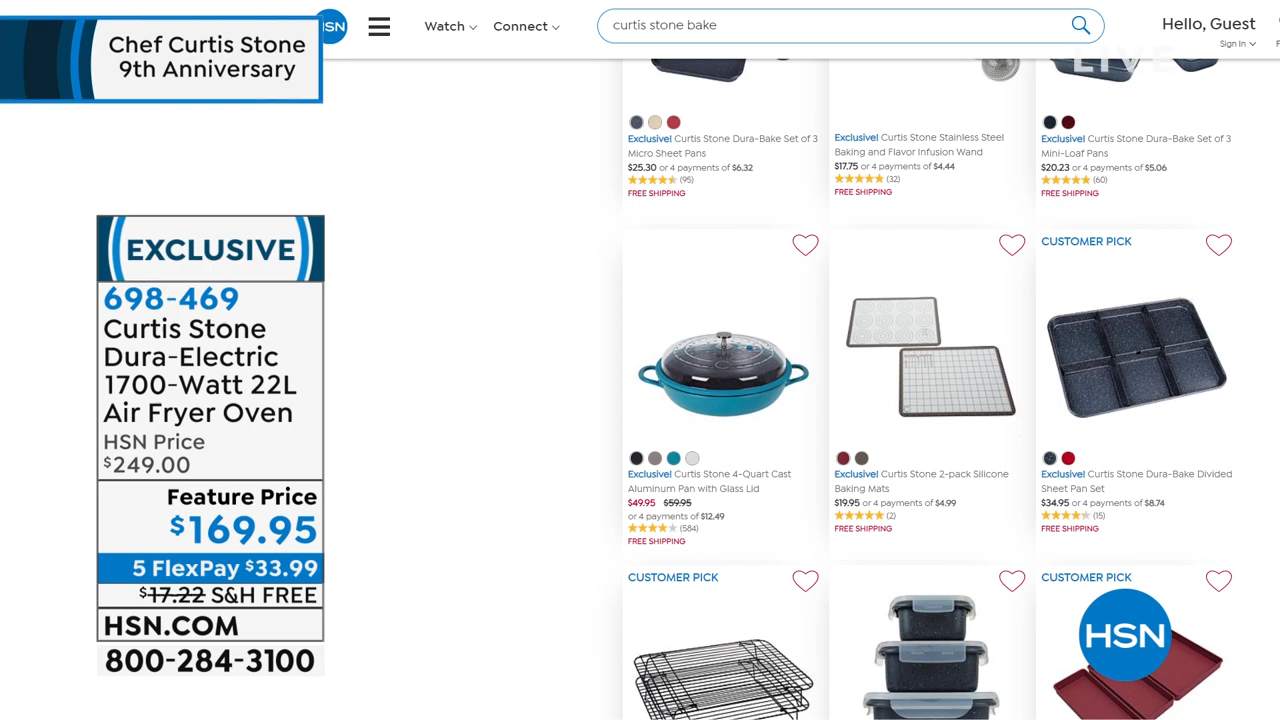 Chef Curtis Stone
9th Anniversary
HSN
Watch
Connect
curtis stone bake
Hello, Guest
Sign In
LIVE
Exclusive! Curtis Stone Dura-Bake Set of 3
Micro Sheet Pans
$25.30 or 4 payments of $6.32
(95)
FREE SHIPPING
Exclusive! Curtis Stone Stainless Steel
Baking and Flavor Infusion Wand
$17.75 or 4 payments of $4.44
(32)
FREE SHIPPING
Exclusive! Curtis Stone Dura-Bake Set of 3
Mini-Loaf Pans
$20.23 or 4 payments of $5.06
(60)
FREE SHIPPING
EXCLUSIVE
698-469
Curtis Stone
Dura-Electric
1700-Watt 22L
Air Fryer Oven
HSN Price
$249.00
Feature Price
$169.95
5 FlexPay $33.99
$17.22 S&H FREE
HSN.COM
800-284-3100
Exclusive! Curtis Stone 4-Quart Cast
Aluminum Pan with Glass Lid
$49.95 $59.95
or 4 payments of $12.49
(584)
FREE SHIPPING
Exclusive! Curtis Stone 2-pack Silicone
Baking Mats
$19.95 or 4 payments of $4.99
(2)
FREE SHIPPING
CUSTOMER PICK
Exclusive! Curtis Stone Dura-Bake Divided
Sheet Pan Set
$34.95 or 4 payments of $8.74
(15)
FREE SHIPPING
CUSTOMER PICK
CUSTOMER PICK
HSN